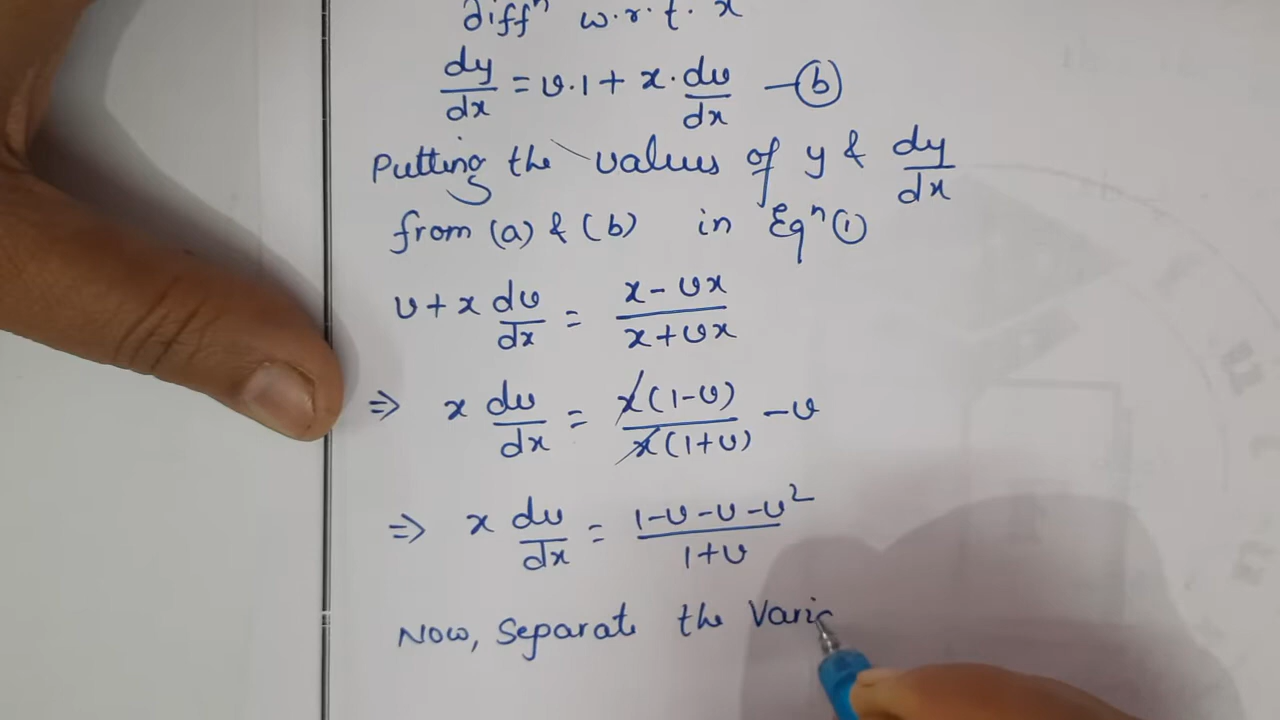 diffⁿ w.r.t. x
dy/dx = v.1 + x.dv/dx —(b)
Putting the values of y & dy/dx
from (a) & (b) in Eqⁿ (1)
v + x dv/dx = (x - vx)/(x + vx)
⇒ x dv/dx = x(1-v)/x(1+v) - v
⇒ x dv/dx = (1-v-v-v²)/(1+v)
Now, Separate the Varia